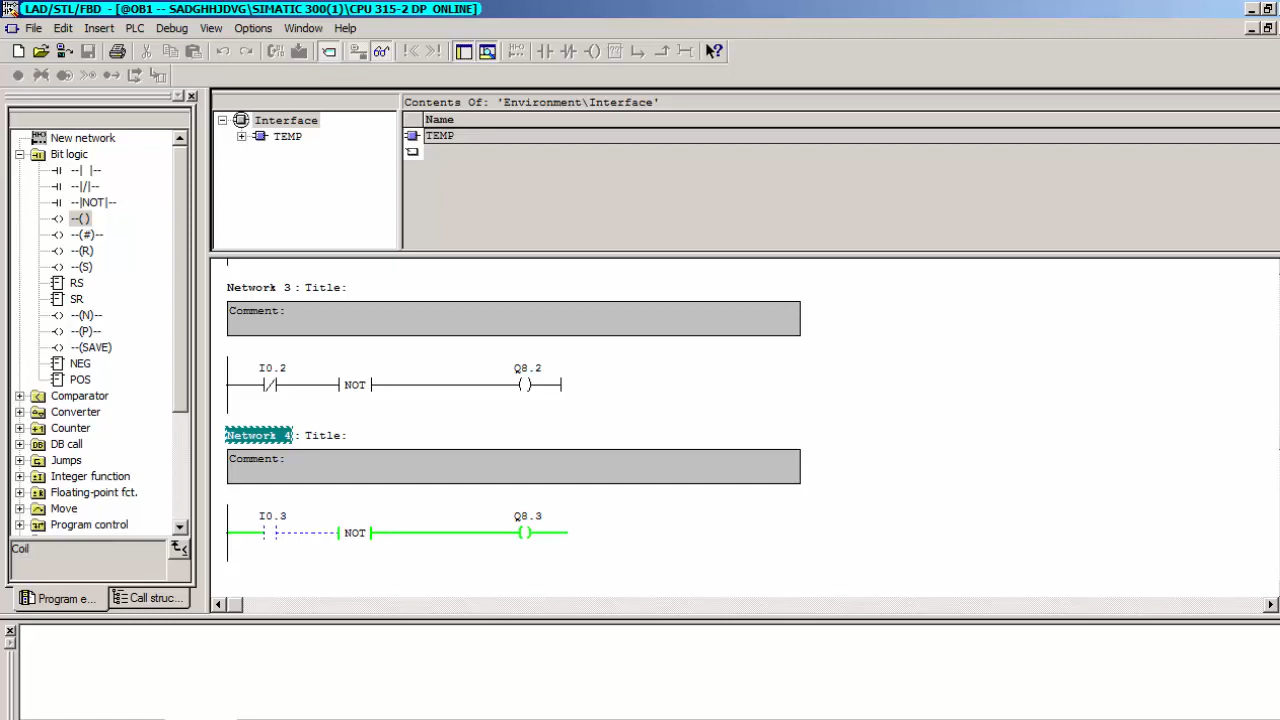 LAD/STL/FBD - [@OB1 -- SADGHHJDVG\SIMATIC 300(1)\CPU 315-2 DP ONLINE]
File Edit Insert PLC Debug View Options Window Help
New network
Bit logic
--| |--
--|/|--
--|NOT|--
--( )
--(#)--
--(R)
--(S)
RS
SR
--(N)--
--(P)--
--(SAVE)
NEG
POS
Comparator
Converter
Counter
DB call
Jumps
Integer function
Floating-point fct.
Move
Program control
Coil
Program e... Call struc...
Interface
TEMP
Contents Of: 'Environment\Interface'
Name
TEMP
Network 3 : Title:
Comment:
I0.2 Q8.2
NOT
Network 4 : Title:
Comment:
I0.3 Q8.3
NOT